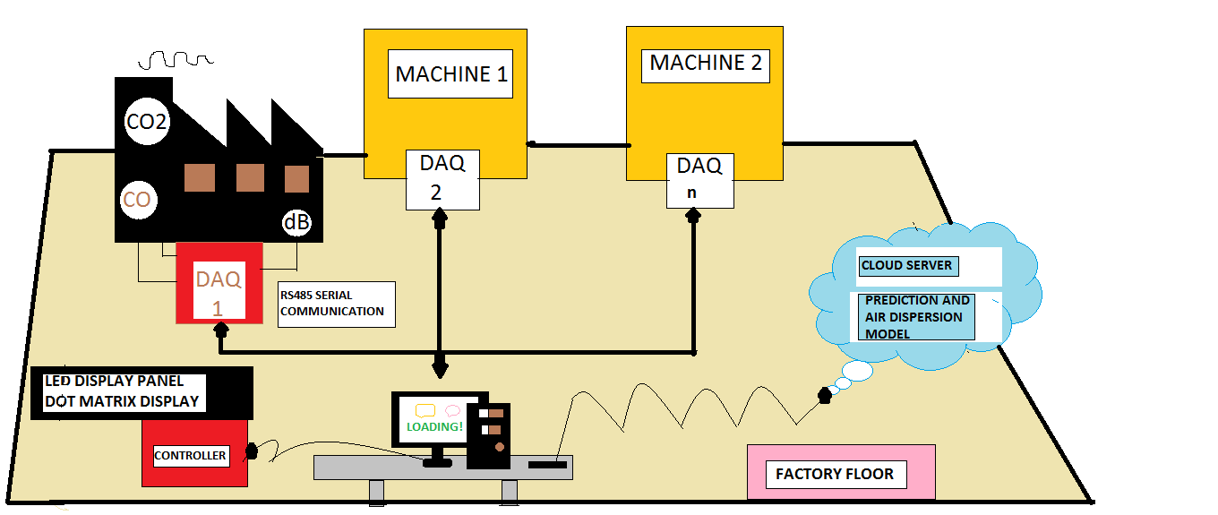 CO2
MACHINE 1
MACHINE 2
DAQ
2
DAQ
n
CO
dB
DAQ
1
RS485 SERIAL
COMMUNICATION
CLOUD SERVER
PREDICTION AND
AIR DISPERSION
MODEL
LED DISPLAY PANEL
DOT MATRIX DISPLAY
LOADING!
CONTROLLER
FACTORY FLOOR